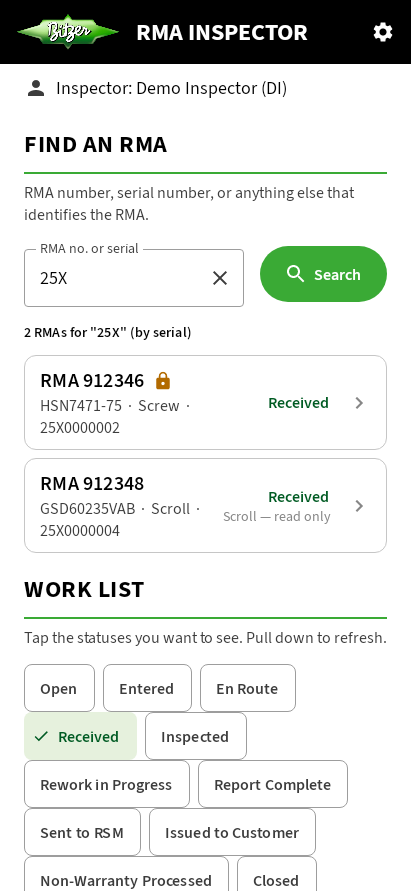 Bitzer RMA INSPECTOR
Inspector: Demo Inspector (DI)
FIND AN RMA
RMA number, serial number, or anything else that
identifies the RMA.
RMA no. or serial
25X
Search
2 RMAs for "25X" (by serial)
RMA 912346
HSN7471-75 · Screw ·
25X0000002
Received
RMA 912348
GSD60235VAB · Scroll ·
25X0000004
Received
Scroll — read only
WORK LIST
Tap the statuses you want to see. Pull down to refresh.
Open Entered En Route
Received Inspected
Rework in Progress Report Complete
Sent to RSM Issued to Customer
Non-Warranty Processed Closed